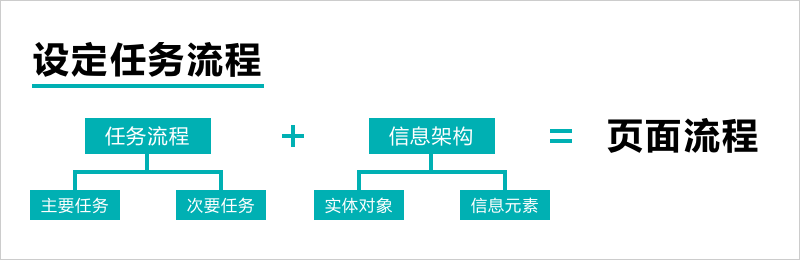 设定任务流程
任务流程 + 信息架构 = 页面流程
主要任务 次要任务 实体对象 信息元素